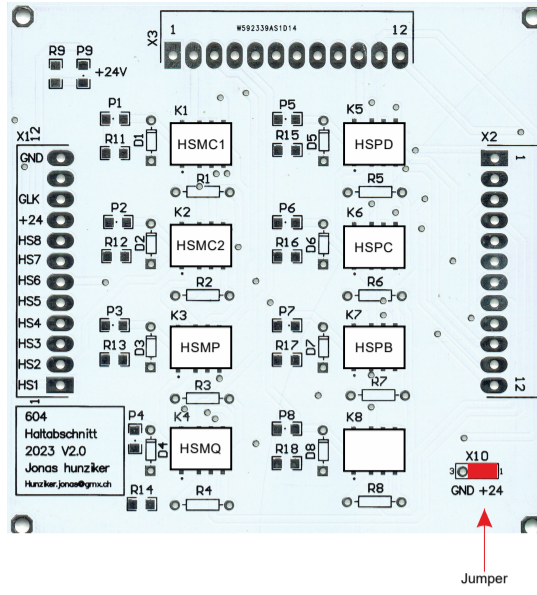 W592339AS1D14
X3
1
12
R9 P9
+24V
P1
R11
D1
K1
HSMC1
R1
P5
R15
D5
K5
HSPD
R5
X1
12
GND
GLK
+24
HS8
HS7
HS6
HS5
HS4
HS3
HS2
HS1
1
X2
1
12
P2
R12
D2
K2
HSMC2
R2
P6
R16
D6
K6
HSPC
R6
P3
R13
D3
K3
HSMP
R3
P7
R17
D7
K7
HSPB
R7
P4
R14
D4
K4
HSMQ
R4
P8
R18
D8
K8
R8
604
Haltabschnitt
2023 V2.0
Jonas hunziker
Hunziker.jonas@gmx.ch
X10
3 1
GND +24
Jumper